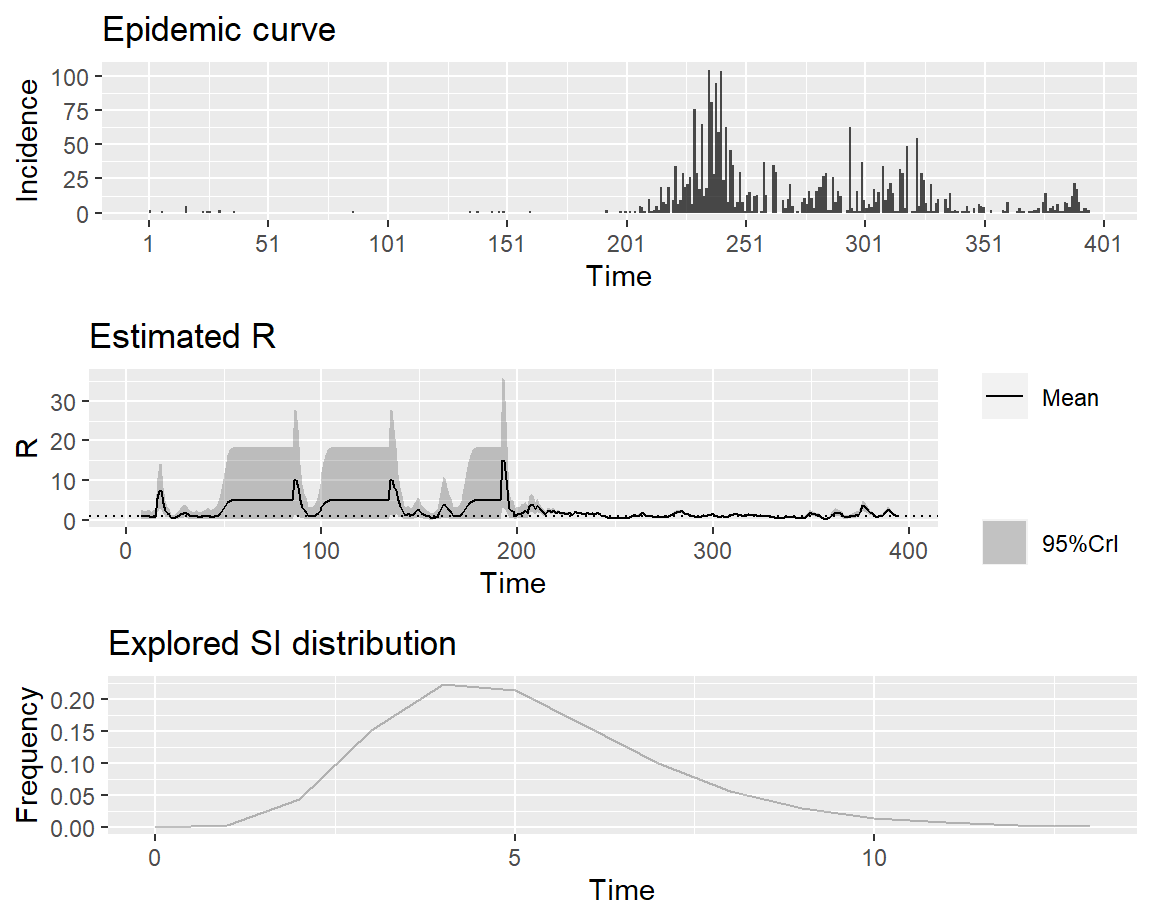 Epidemic curve
Incidence
100
75
50
25
0
1 51 101 151 201 251 301 351 401
Time
Estimated R
R
30
20
10
0
0 100 200 300 400
Time
Mean
95%CrI
Explored SI distribution
Frequency
0.20
0.15
0.10
0.05
0.00
0 5 10
Time